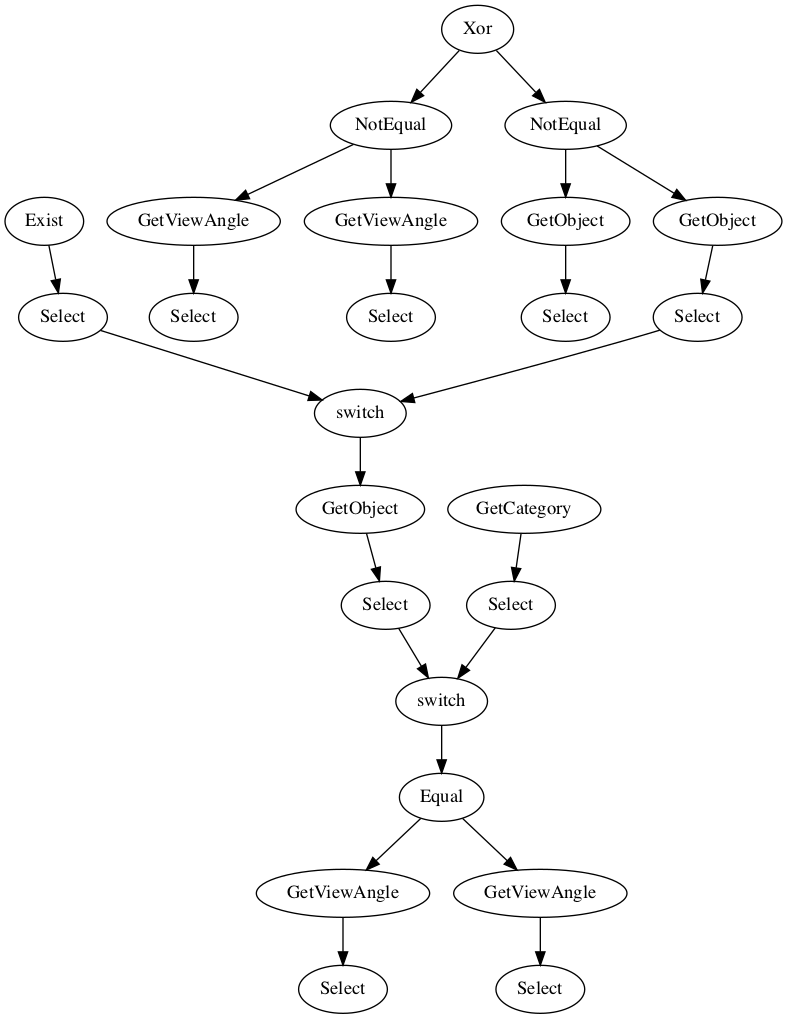 Xor
NotEqual
NotEqual
Exist
GetViewAngle
GetViewAngle
GetObject
GetObject
Select
Select
Select
Select
Select
switch
GetObject
GetCategory
Select
Select
switch
Equal
GetViewAngle
GetViewAngle
Select
Select